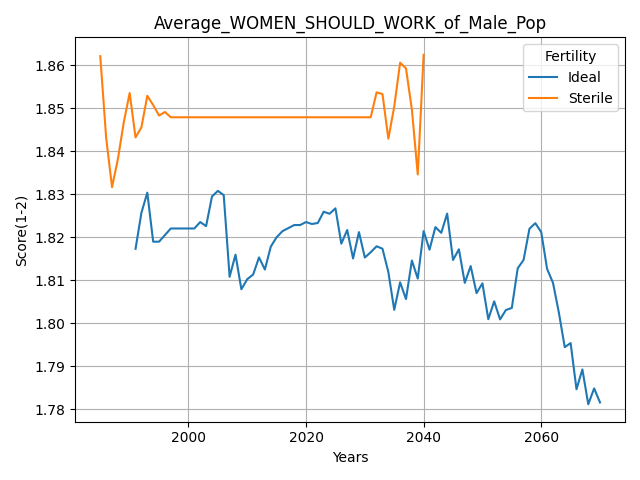 Average_WOMEN_SHOULD_WORK_of_Male_Pop
Fertility
Ideal
Sterile
Score(1-2)
1.86
1.85
1.84
1.83
1.82
1.81
1.80
1.79
1.78
2000 2020 2040 2060
Years